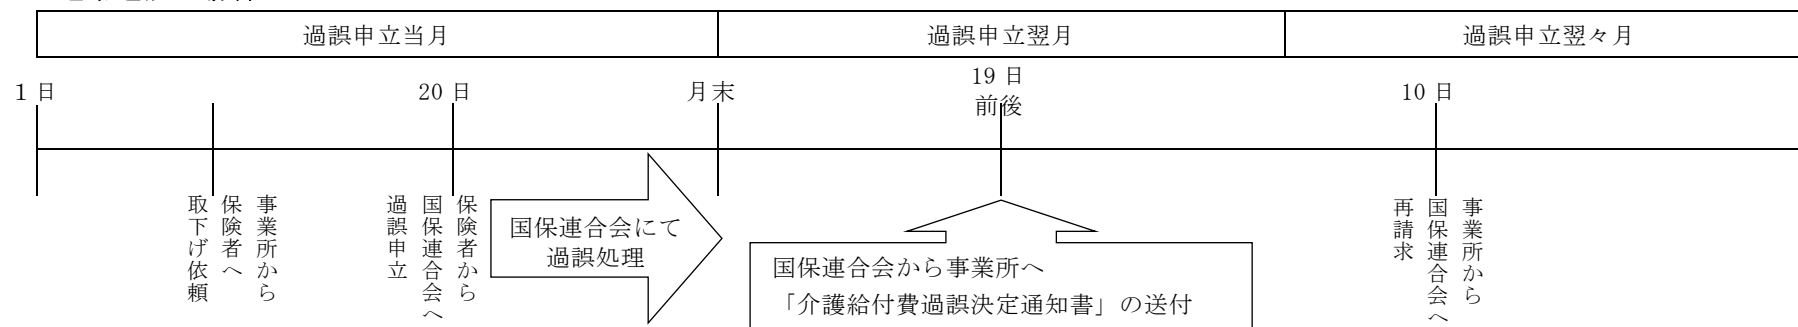 過誤申立当月
過誤申立翌月
過誤申立翌々月
1日
20日
月末
19日
前後
10日
事業所から
保険者へ
取下げ依頼
保険者から
国保連合会へ
過誤申立
国保連合会にて
過誤処理
国保連合会から事業所へ
「介護給付費過誤決定通知書」の送付
事業所から
国保連合会へ
再請求